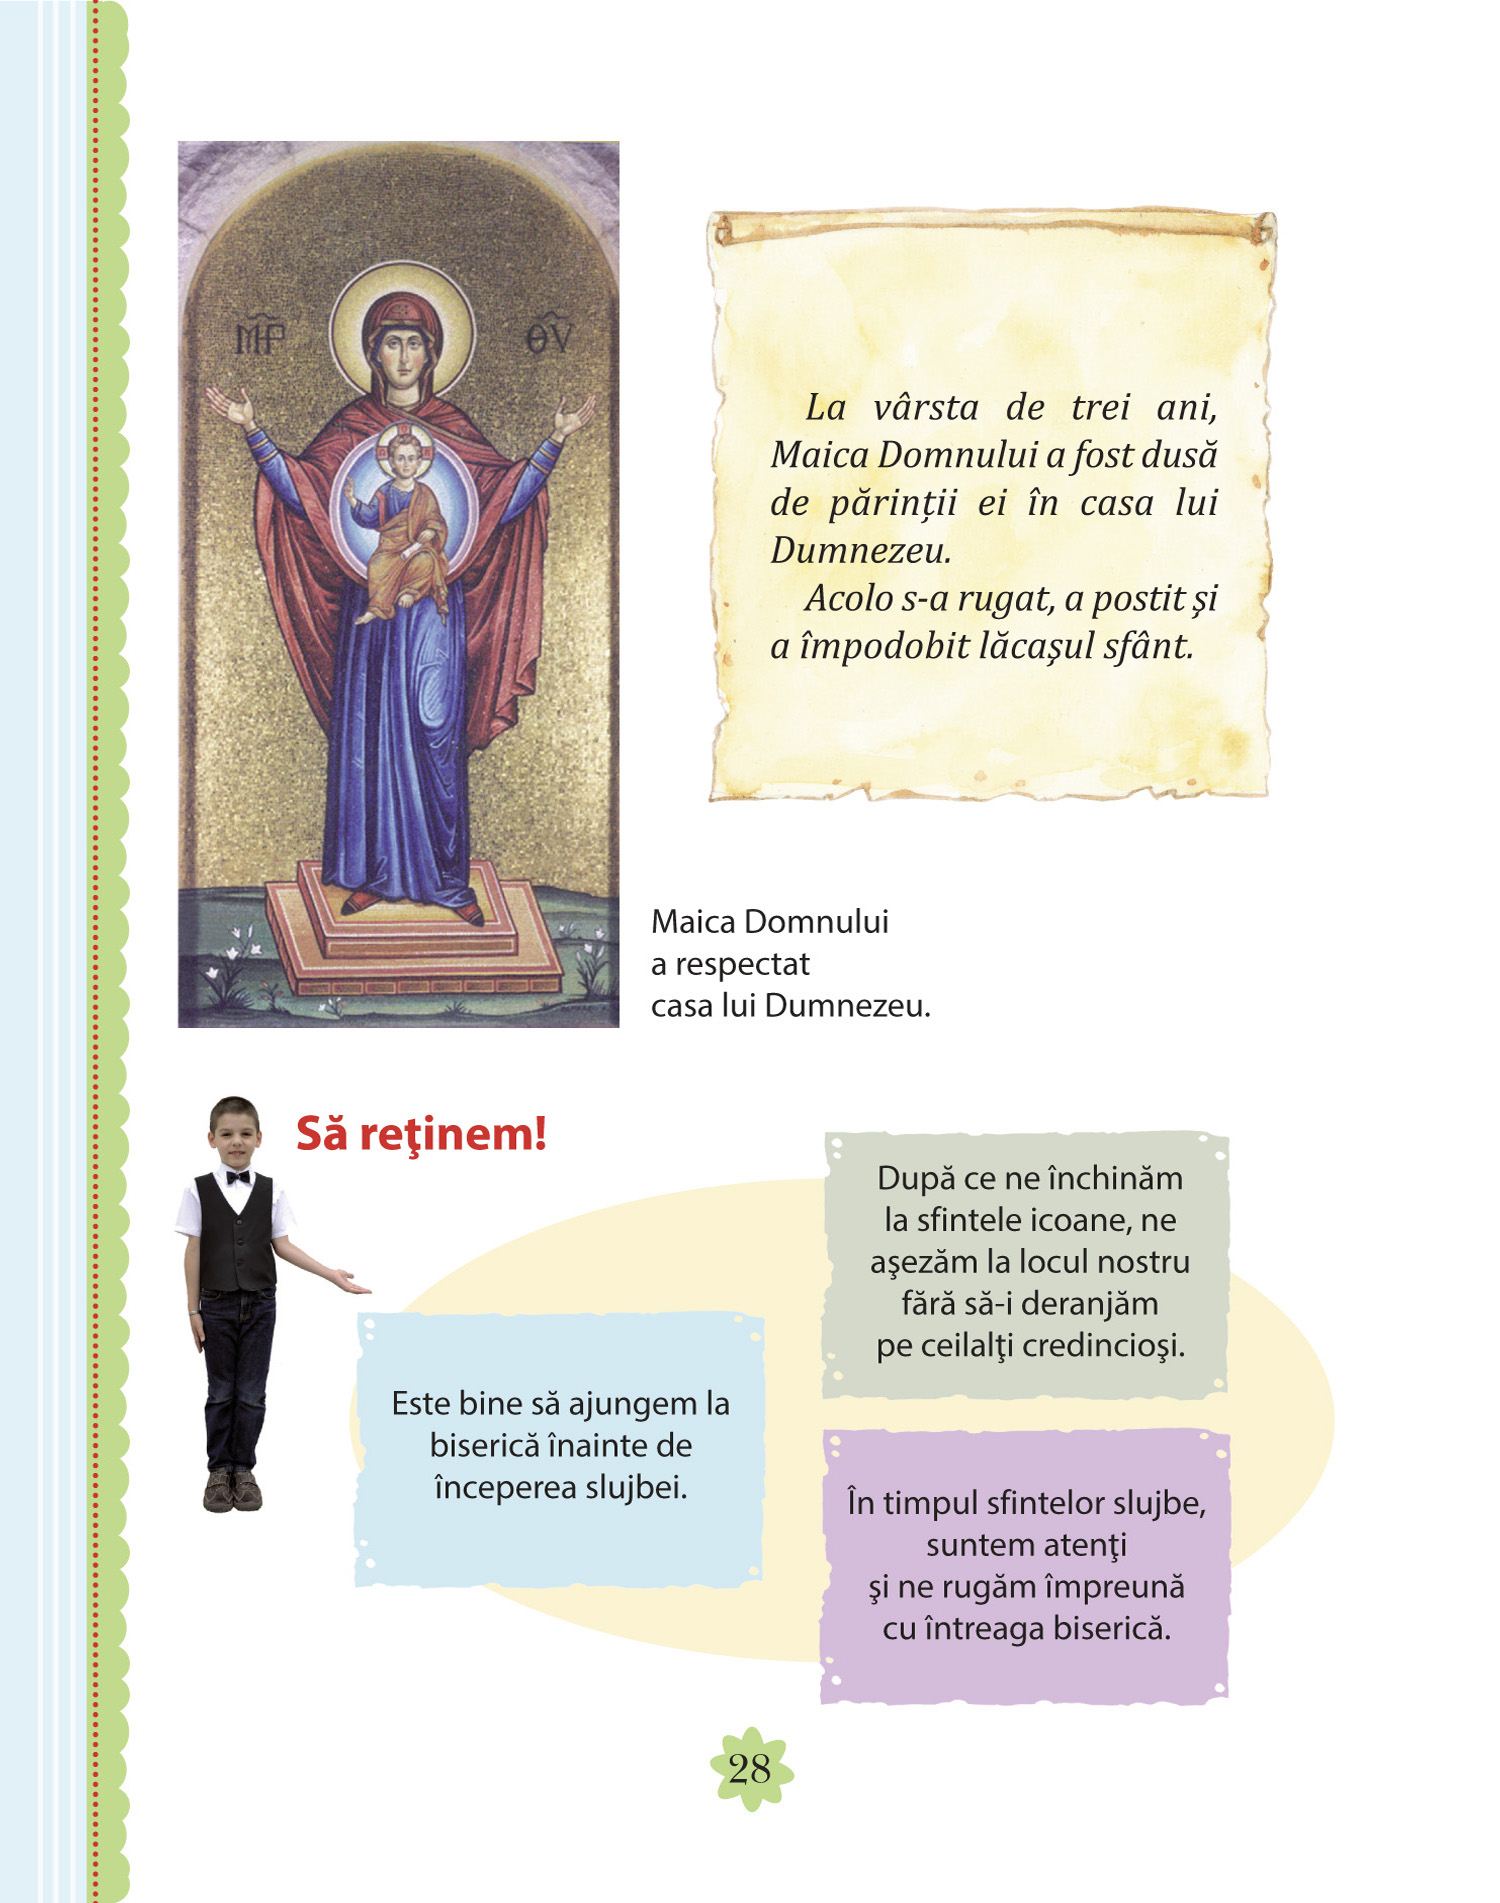 ΜΡ
ΘV
La vârsta de trei ani,
Maica Domnului a fost dusă
de părinții ei în casa lui
Dumnezeu.
Acolo s-a rugat, a postit și
a împodobit lăcașul sfânt.
Maica Domnului
a respectat
casa lui Dumnezeu.
Să reţinem!
După ce ne închinăm
la sfintele icoane, ne
aşezăm la locul nostru
fără să-i deranjăm
pe ceilalţi credincioşi.
Este bine să ajungem la
biserică înainte de
începerea slujbei.
În timpul sfintelor slujbe,
suntem atenţi
şi ne rugăm împreună
cu întreaga biserică.
28